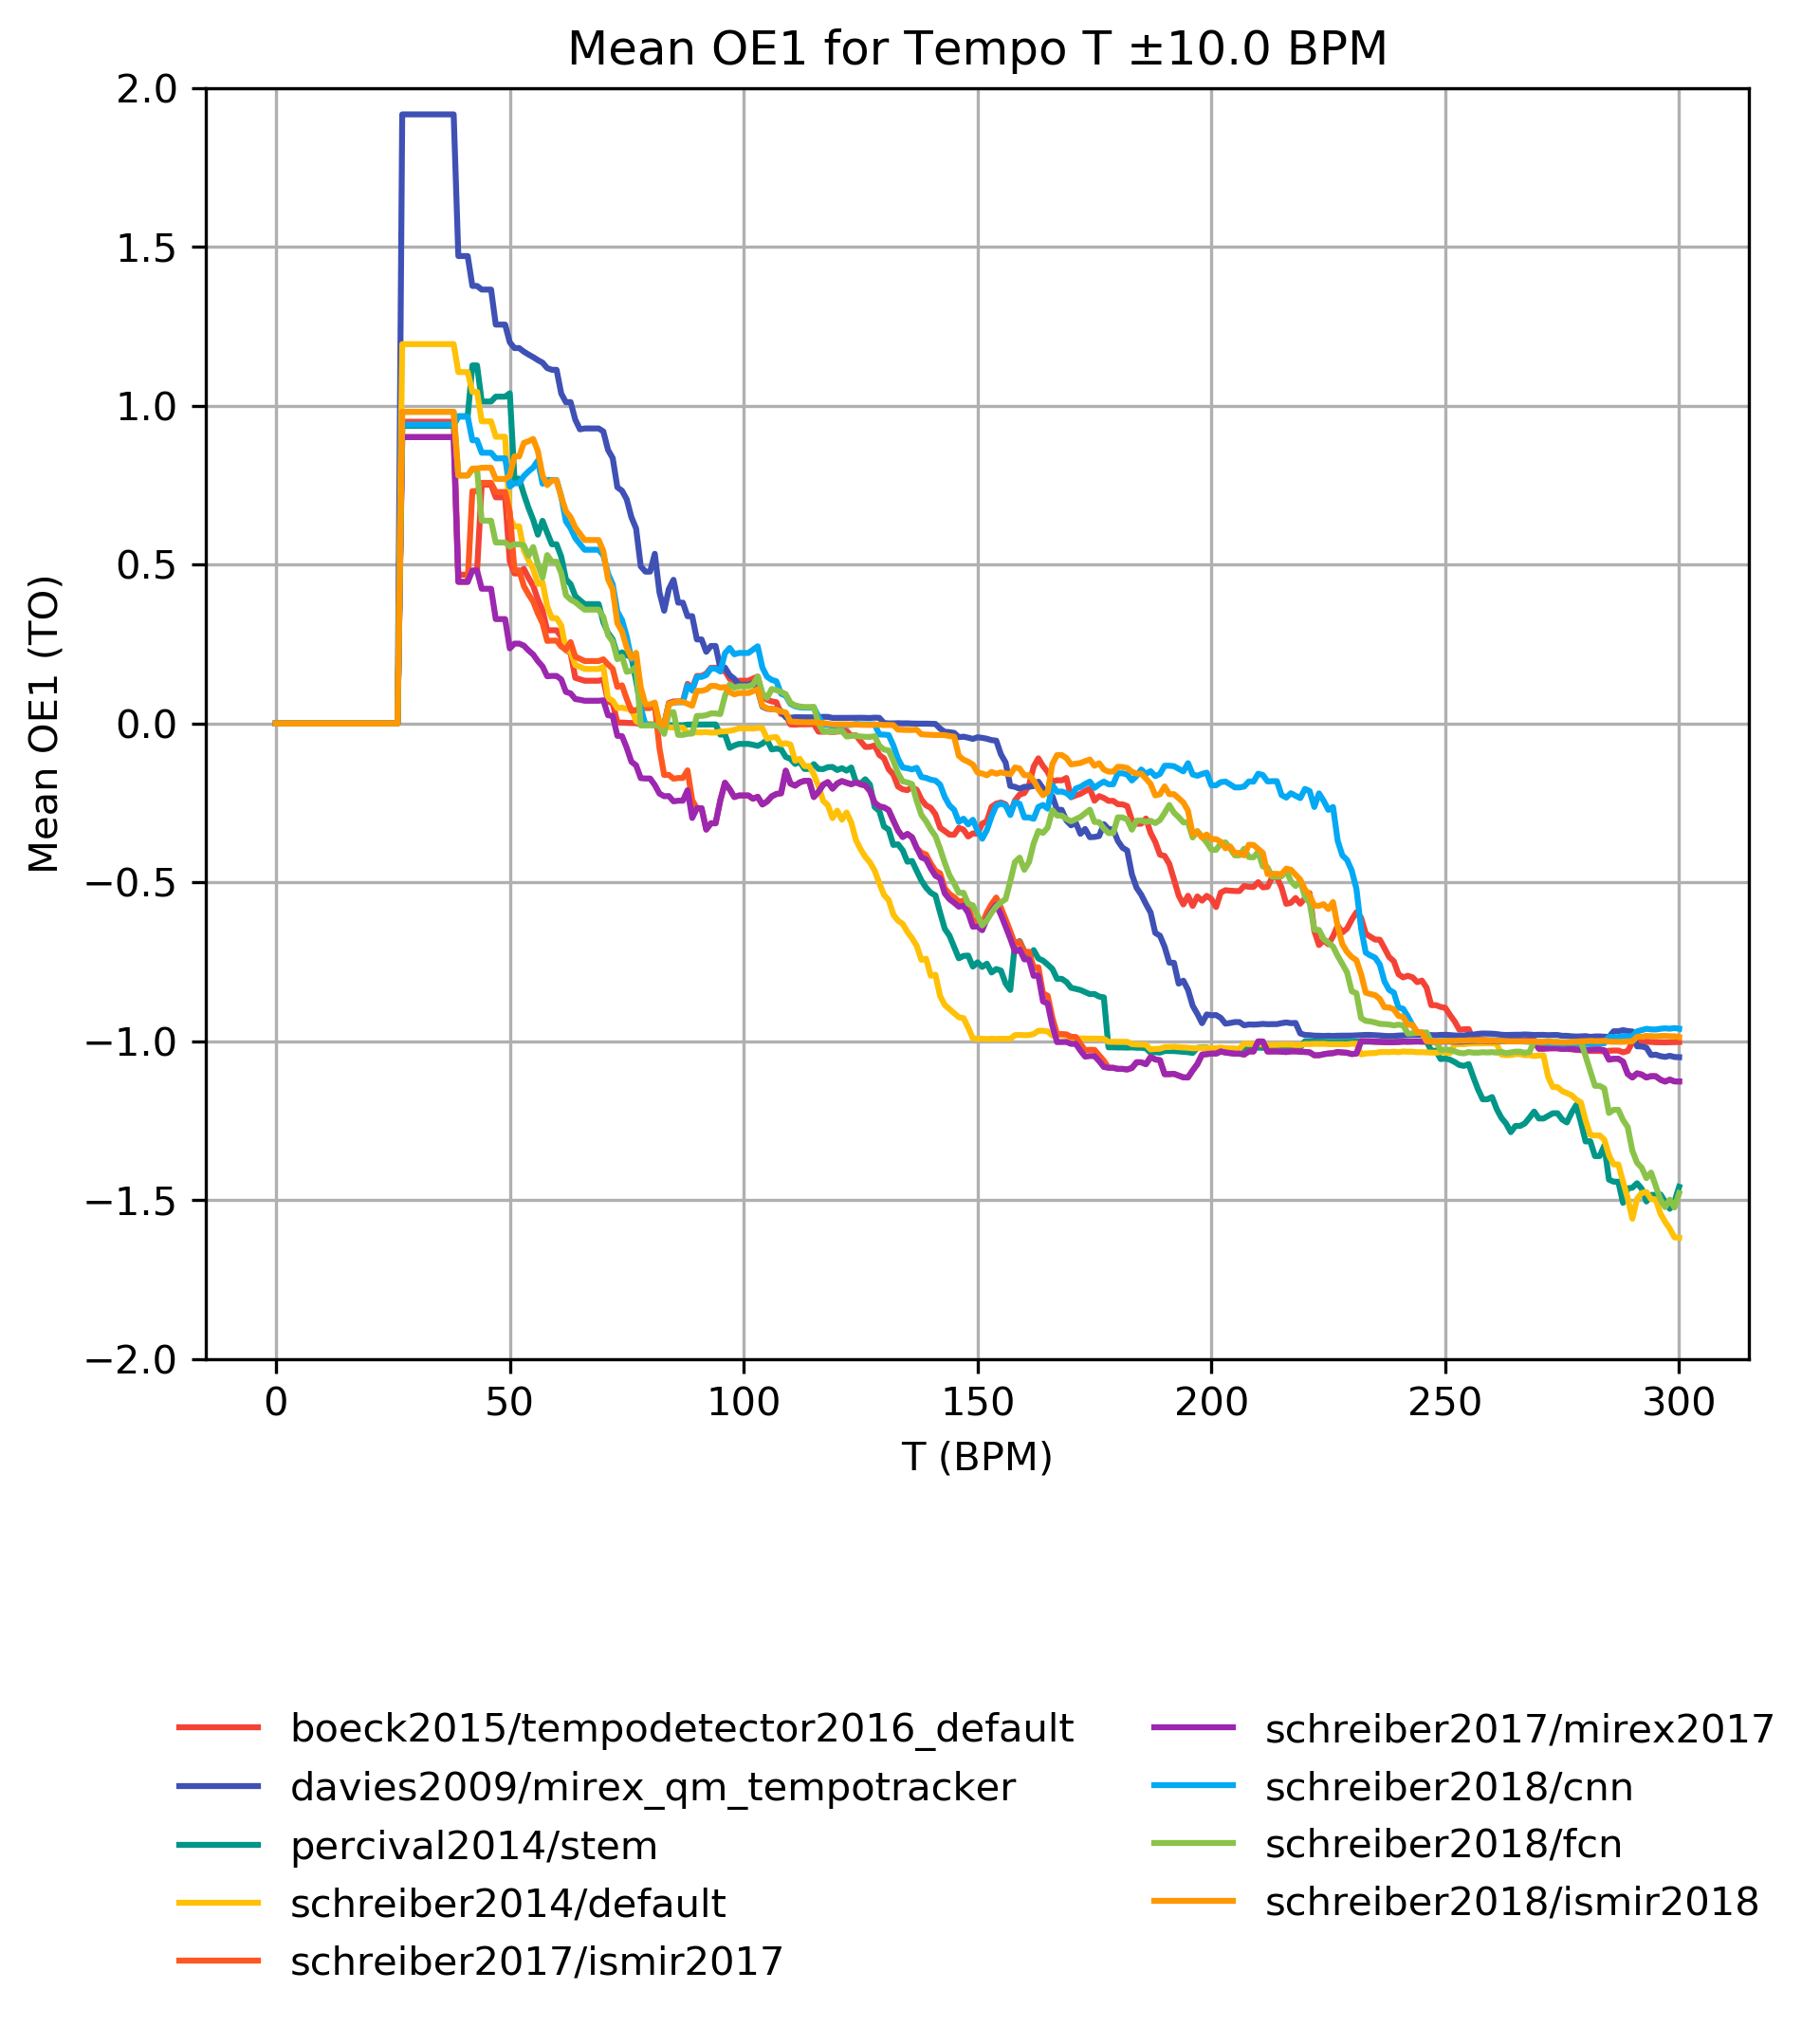 Mean OE1 for Tempo T ±10.0 BPM
2.0
1.5
1.0
0.5
0.0
−0.5
−1.0
−1.5
−2.0
Mean OE1 (TO)
0 50 100 150 200 250 300
T (BPM)
boeck2015/tempodetector2016_default
davies2009/mirex_qm_tempotracker
percival2014/stem
schreiber2014/default
schreiber2017/ismir2017
schreiber2017/mirex2017
schreiber2018/cnn
schreiber2018/fcn
schreiber2018/ismir2018